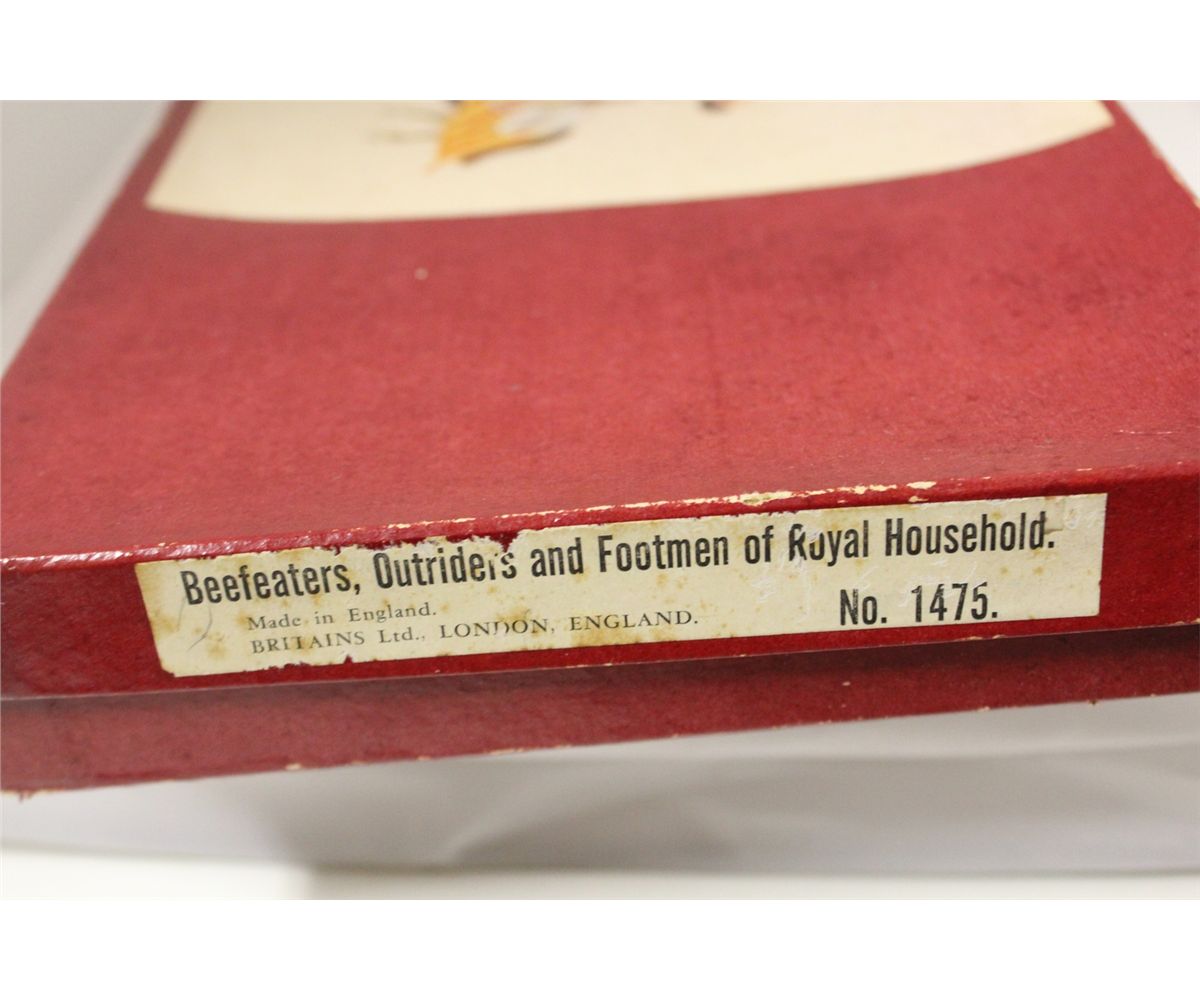 Beefeaters, Outriders and Footmen of Royal Household.
Made in England.
BRITAINS Ltd., LONDON, ENGLAND.
No. 1475.